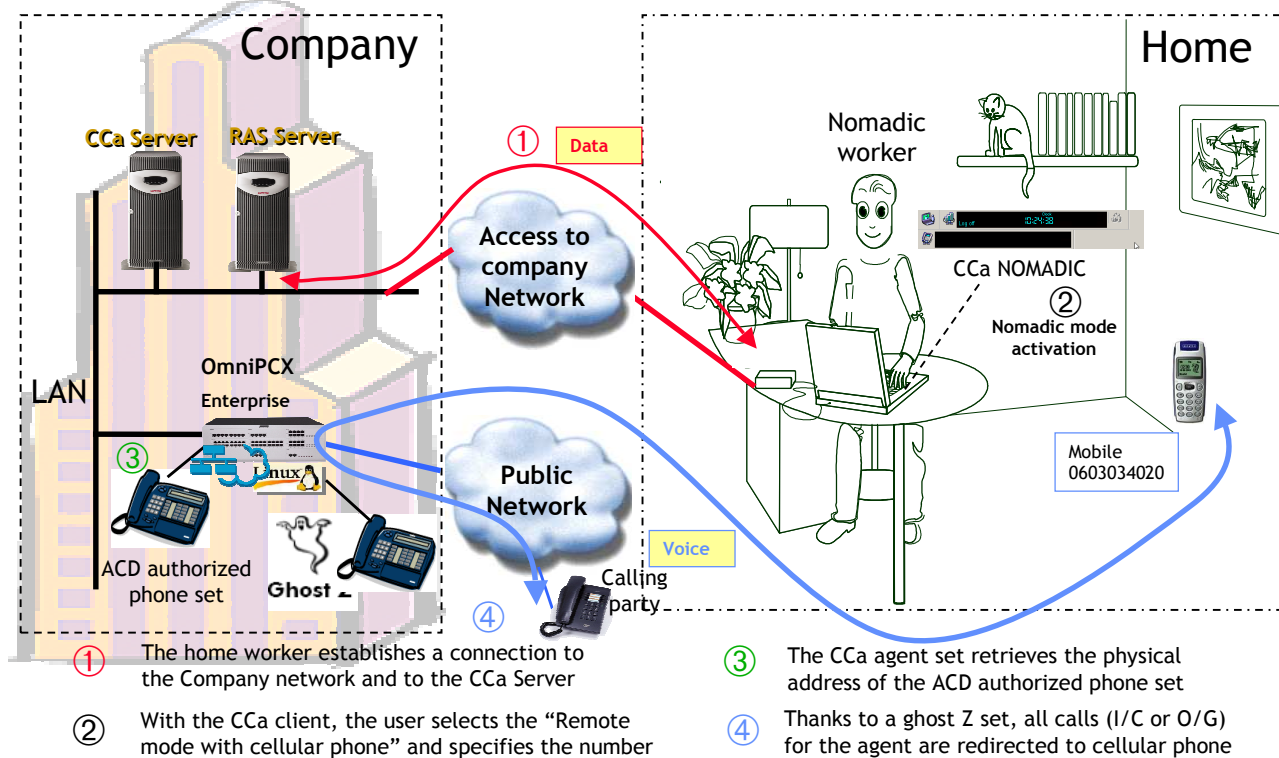 Company
Home
CCa Server
RAS Server
①
Data
Nomadic
worker
Log off
10:24:38
Access to
company
Network
CCa NOMADIC
②
Nomadic mode
activation
LAN
OmniPCX
Enterprise
③
Linux
Public
Network
Mobile
0603034020
Voice
ACD authorized
phone set
Ghost Z
Calling
party
④
① The home worker establishes a connection to
the Company network and to the CCa Server
② With the CCa client, the user selects the “Remote
mode with cellular phone” and specifies the number
③ The CCa agent set retrieves the physical
address of the ACD authorized phone set
④ Thanks to a ghost Z set, all calls (I/C or O/G)
for the agent are redirected to cellular phone